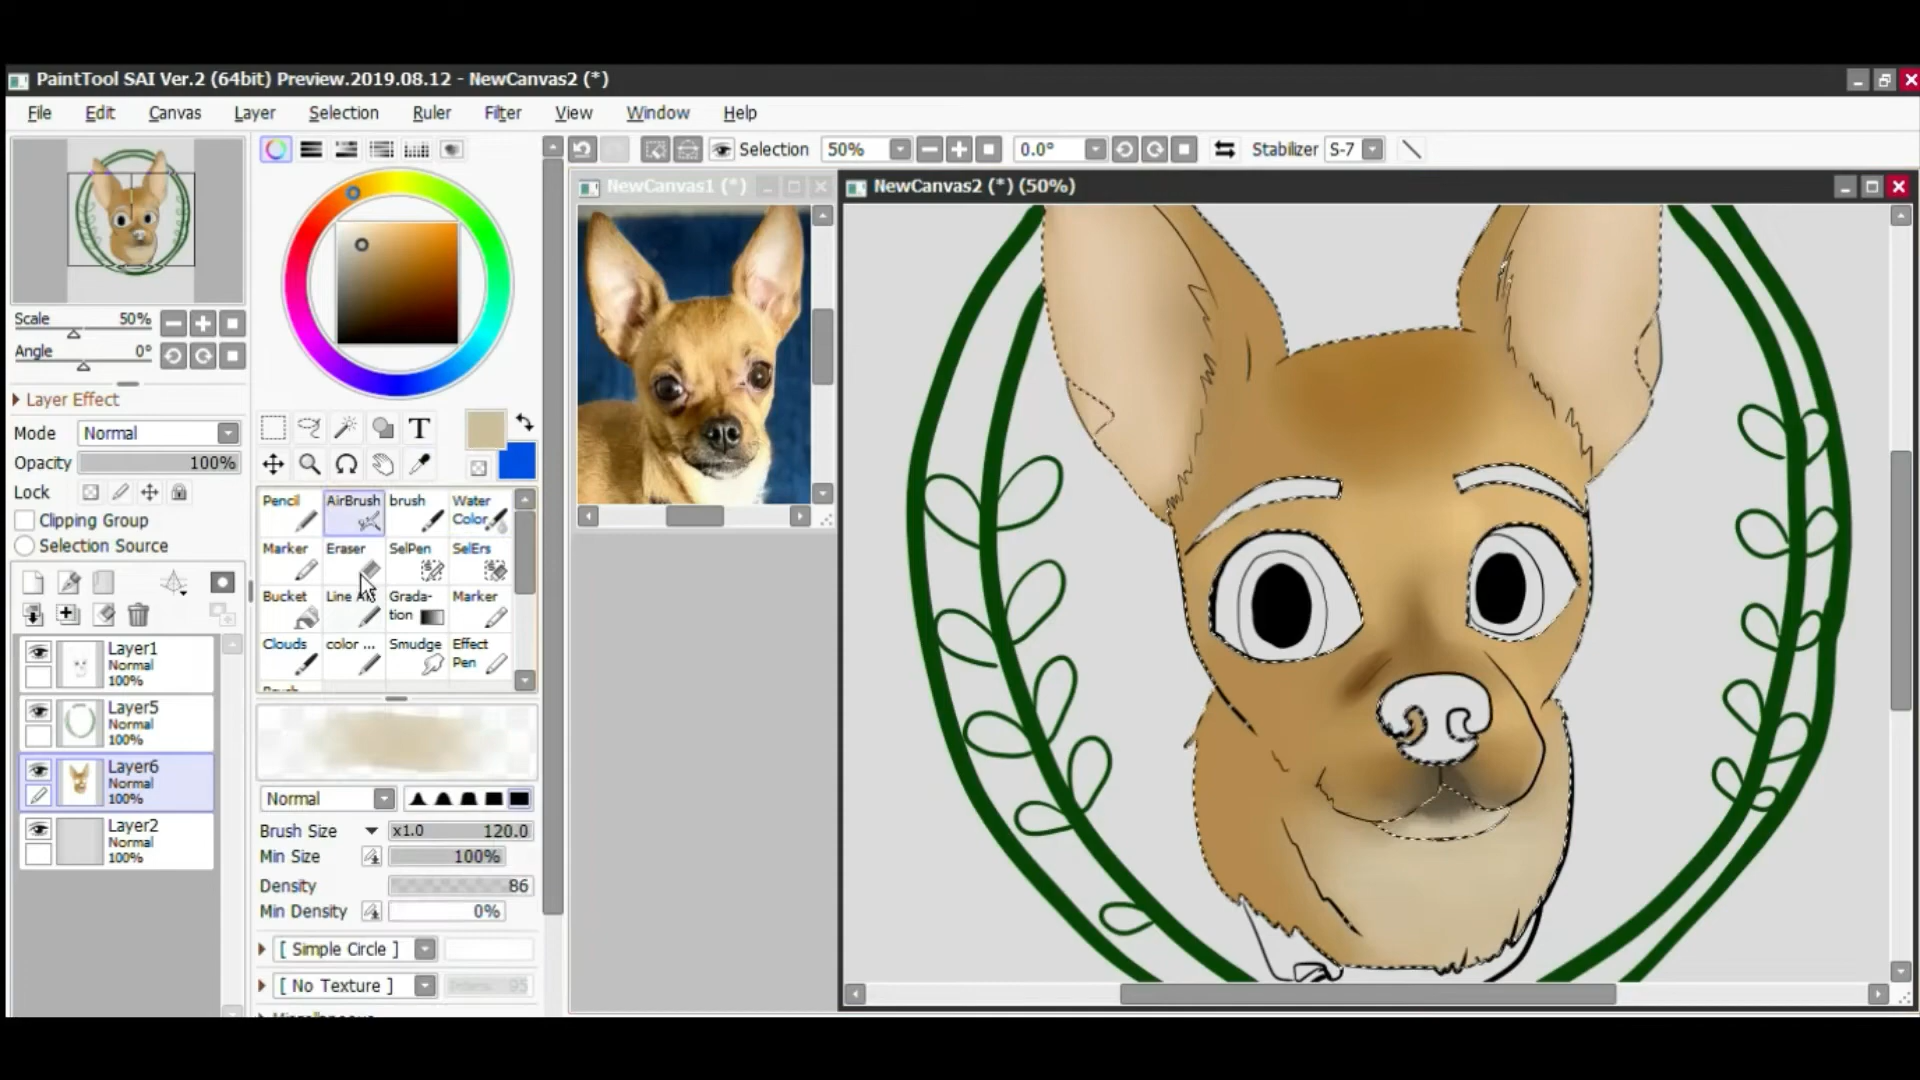 PaintTool SAI Ver.2 (64bit) Preview.2019.08.12 - NewCanvas2 (*)
File Edit Canvas Layer Selection Ruler Filter View Window Help
Selection 50% 0.0° Stabilizer S-7
NewCanvas1 (*)
NewCanvas2 (*) (50%)
Scale 50%
Angle 0°
Layer Effect
Mode Normal
Opacity 100%
Lock
Clipping Group
Selection Source
Layer1
Normal
100%
Layer5
Normal
100%
Layer6
Normal
100%
Layer2
Normal
100%
T
Pencil AirBrush brush Water Color
Marker Eraser SelPen SelErs
Bucket Line Gradation Marker
Clouds color ... Smudge Effect Pen
Normal
Brush Size x1.0 120.0
Min Size 100%
Density 86
Min Density 0%
[ Simple Circle ]
[ No Texture ] 95